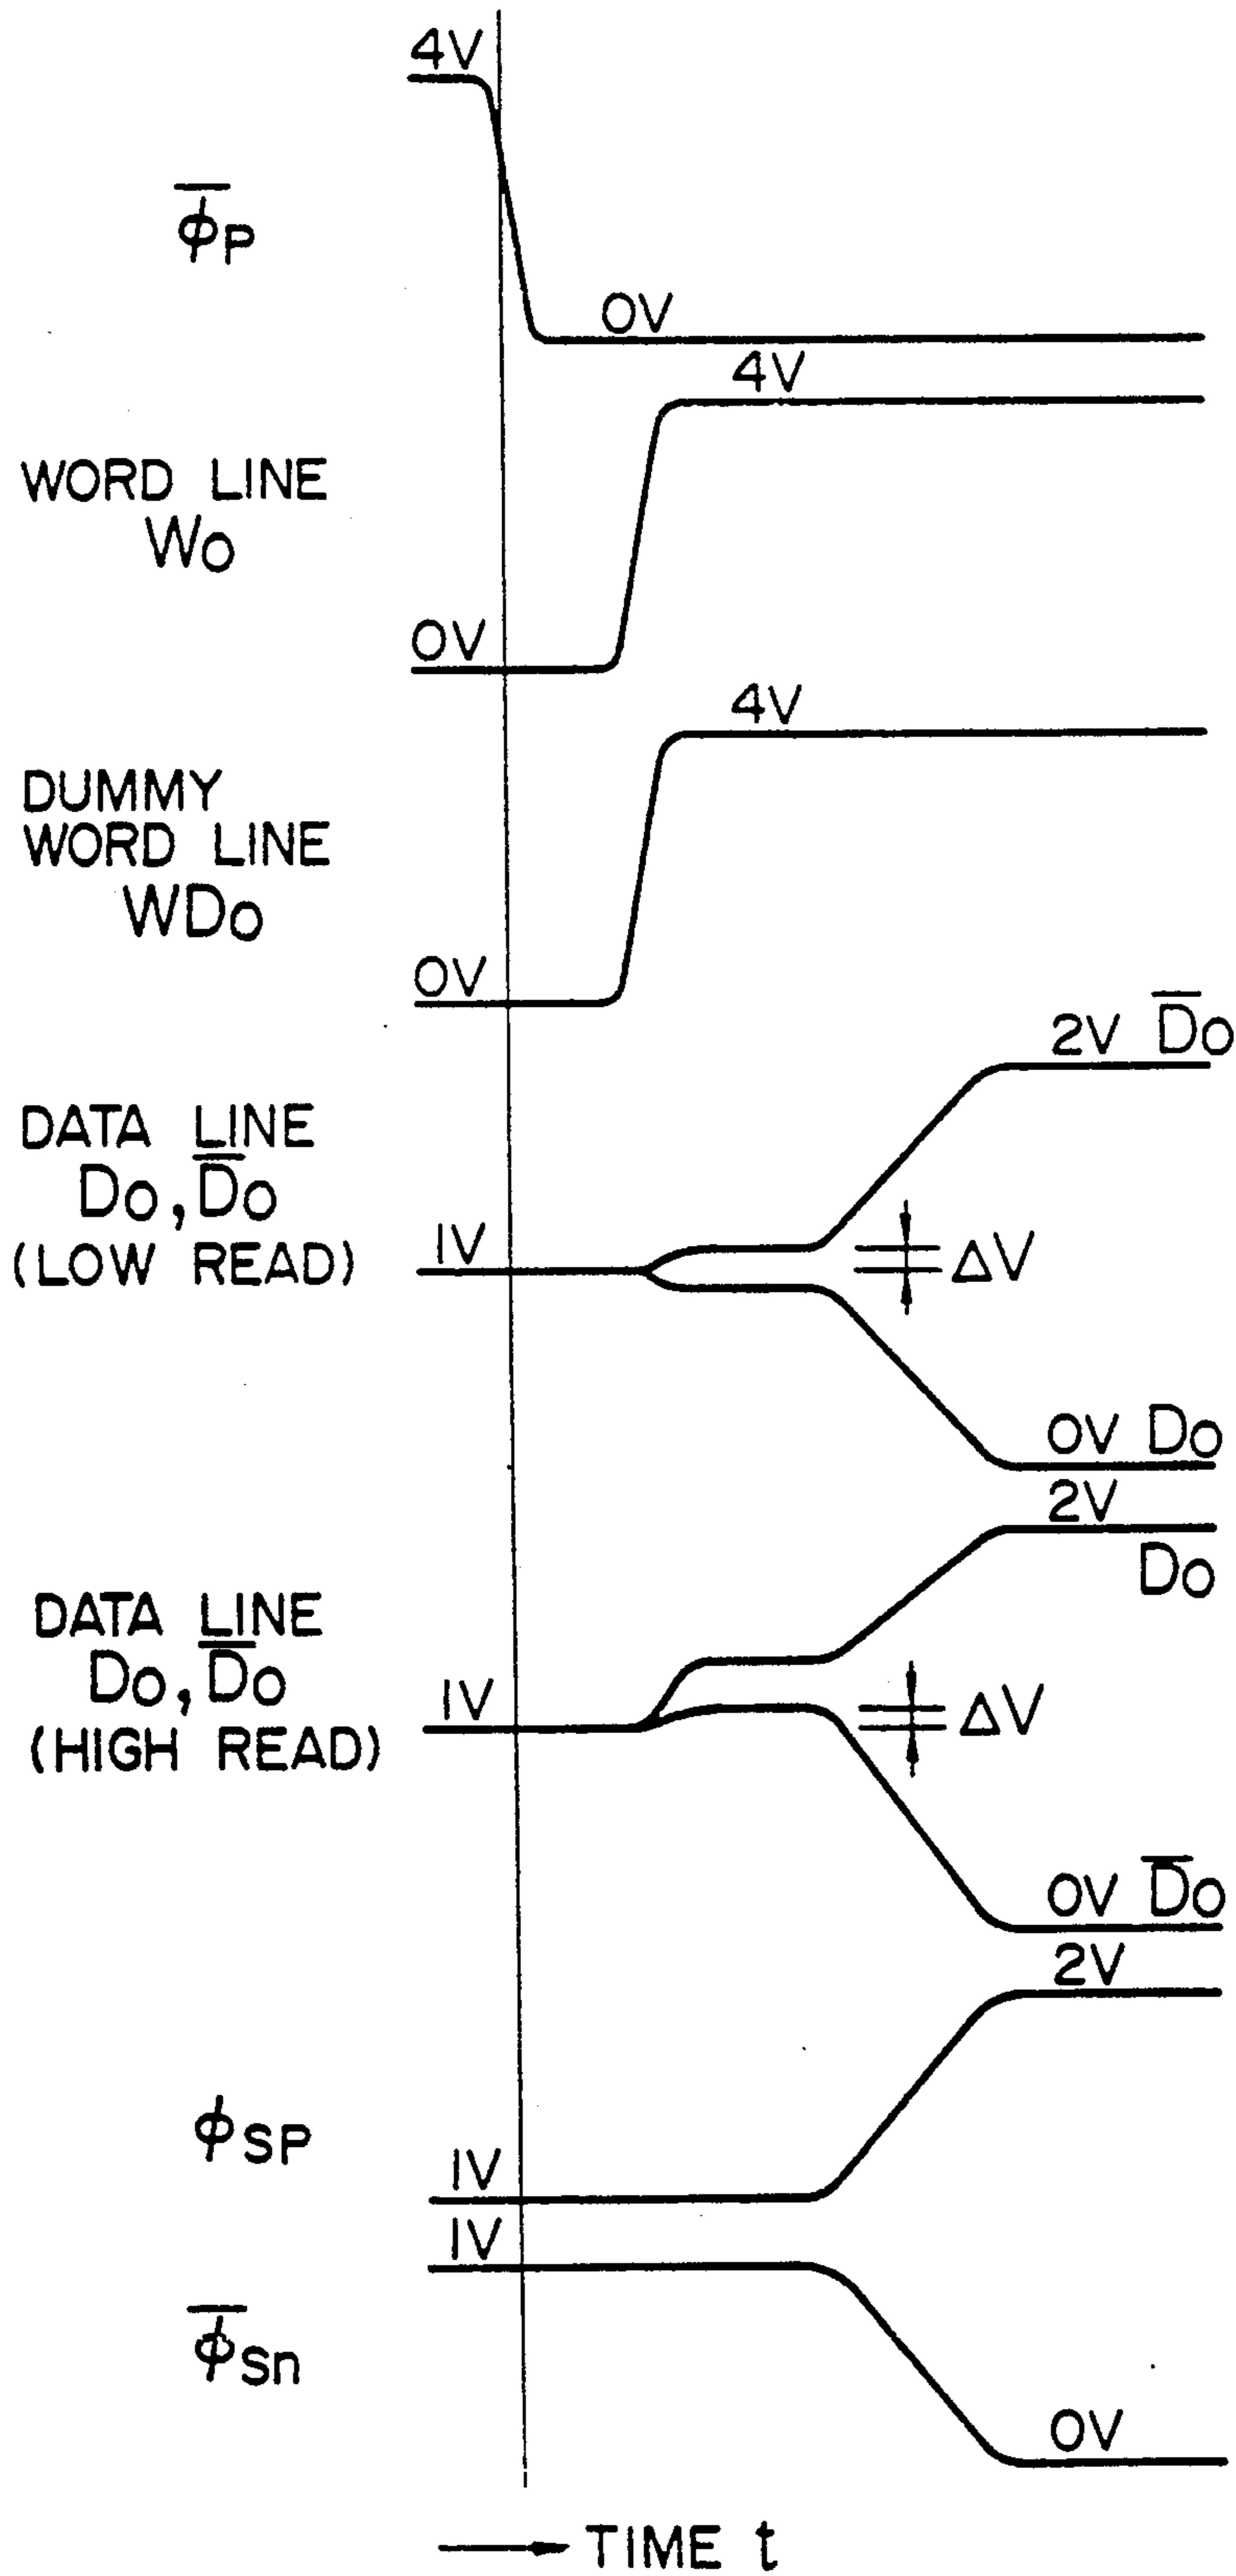 4V
φ̅P
0V
4V
WORD LINE
W0
0V
4V
DUMMY
WORD LINE
WD0
0V
2V D̅0
DATA LINE
D0, D̅0
(LOW READ)
1V
ΔV
0V D0
2V
D0
DATA LINE
D0, D̅0
(HIGH READ)
1V
ΔV
0V D̅0
2V
φSP
1V
1V
φ̅Sn
0V
TIME t